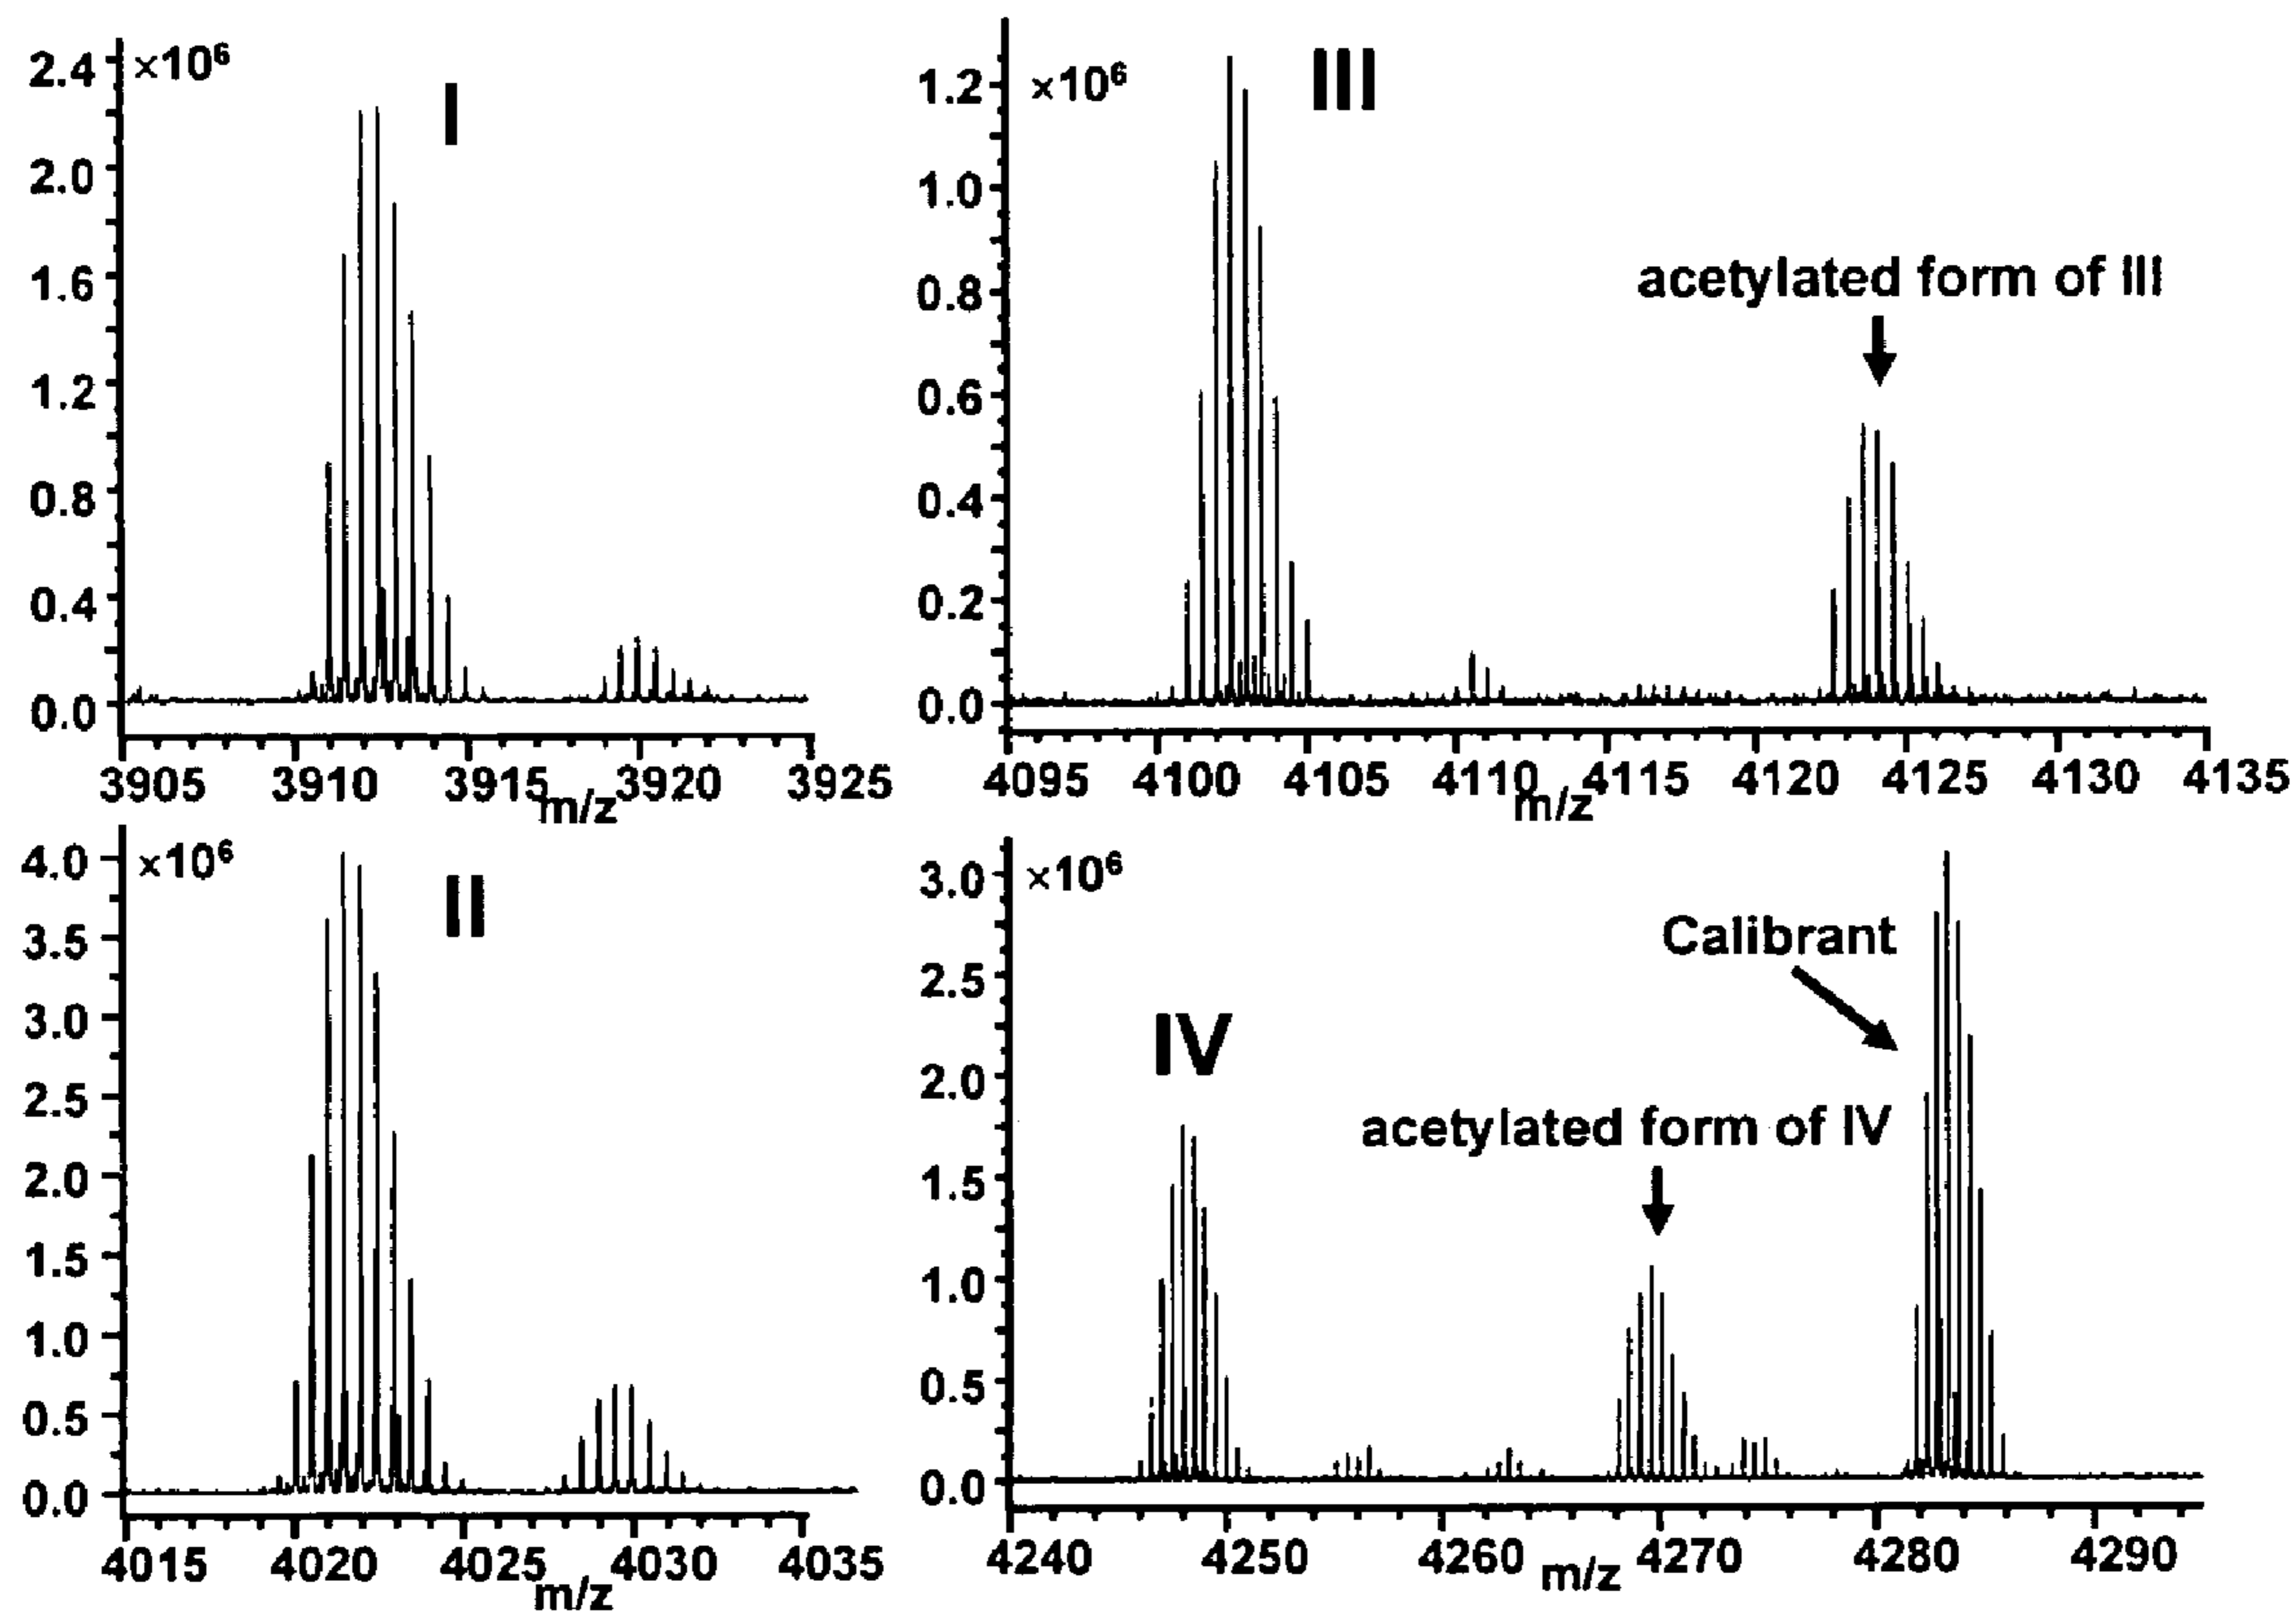 ×10⁶
I
2.4
2.0
1.6
1.2
0.8
0.4
0.0
3905 3910 3915 3920 3925
m/z
×10⁶
III
acetylated form of III
1.2
1.0
0.8
0.6
0.4
0.2
0.0
4095 4100 4105 4110 4115 4120 4125 4130 4135
m/z
×10⁶
II
4.0
3.5
3.0
2.5
2.0
1.5
1.0
0.5
0.0
4015 4020 4025 4030 4035
m/z
×10⁶
IV
Calibrant
acetylated form of IV
3.0
2.5
2.0
1.5
1.0
0.5
0.0
4240 4250 4260 4270 4280 4290
m/z